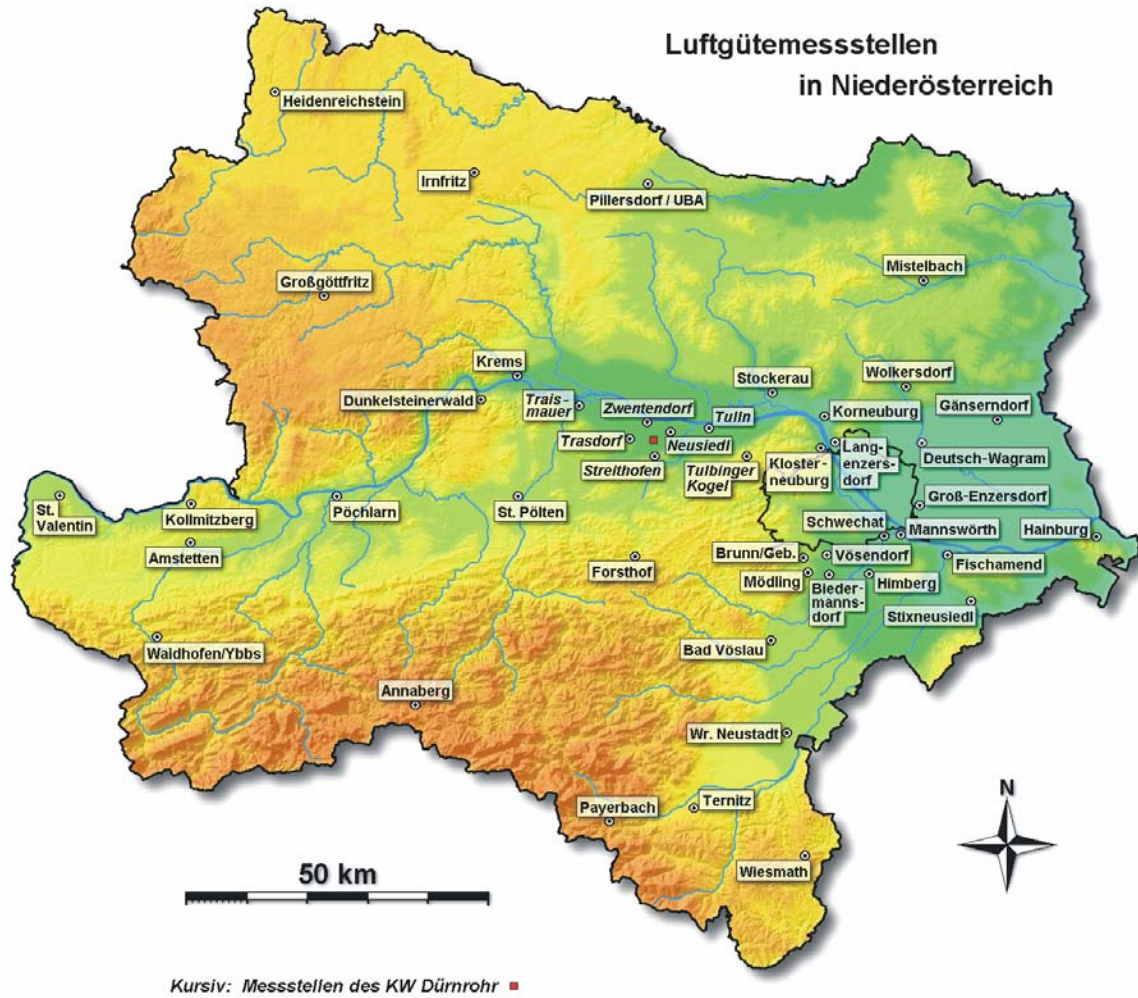 Luftgütemessstellen
in Niederösterreich
Heidenreichstein
Irnfritz
Pillersdorf / UBA
Mistelbach
Großgöttfritz
Krems
Stockerau
Wolkersdorf
Dunkelsteinerwald
Trais-
mauer
Zwentendorf
Tulln
Korneuburg
Gänserndorf
Trasdorf
Neusiedl
Streithofen
Tulbinger
Kogel
Kloster-
neuburg
Lang-
enzers-
dorf
Deutsch-Wagram
St.
Valentin
Kollmitzberg
Pöchlarn
St. Pölten
Groß-Enzersdorf
Schwechat
Mannswörth
Hainburg
Amstetten
Forsthof
Brunn/Geb.
Vösendorf
Fischamend
Mödling
Bieder-
manns-
dorf
Himberg
Stixneusiedl
Waidhofen/Ybbs
Bad Vöslau
Annaberg
Wr. Neustadt
Payerbach
Ternitz
Wiesmath
N
50 km
Kursiv: Messstellen des KW Dürnrohr